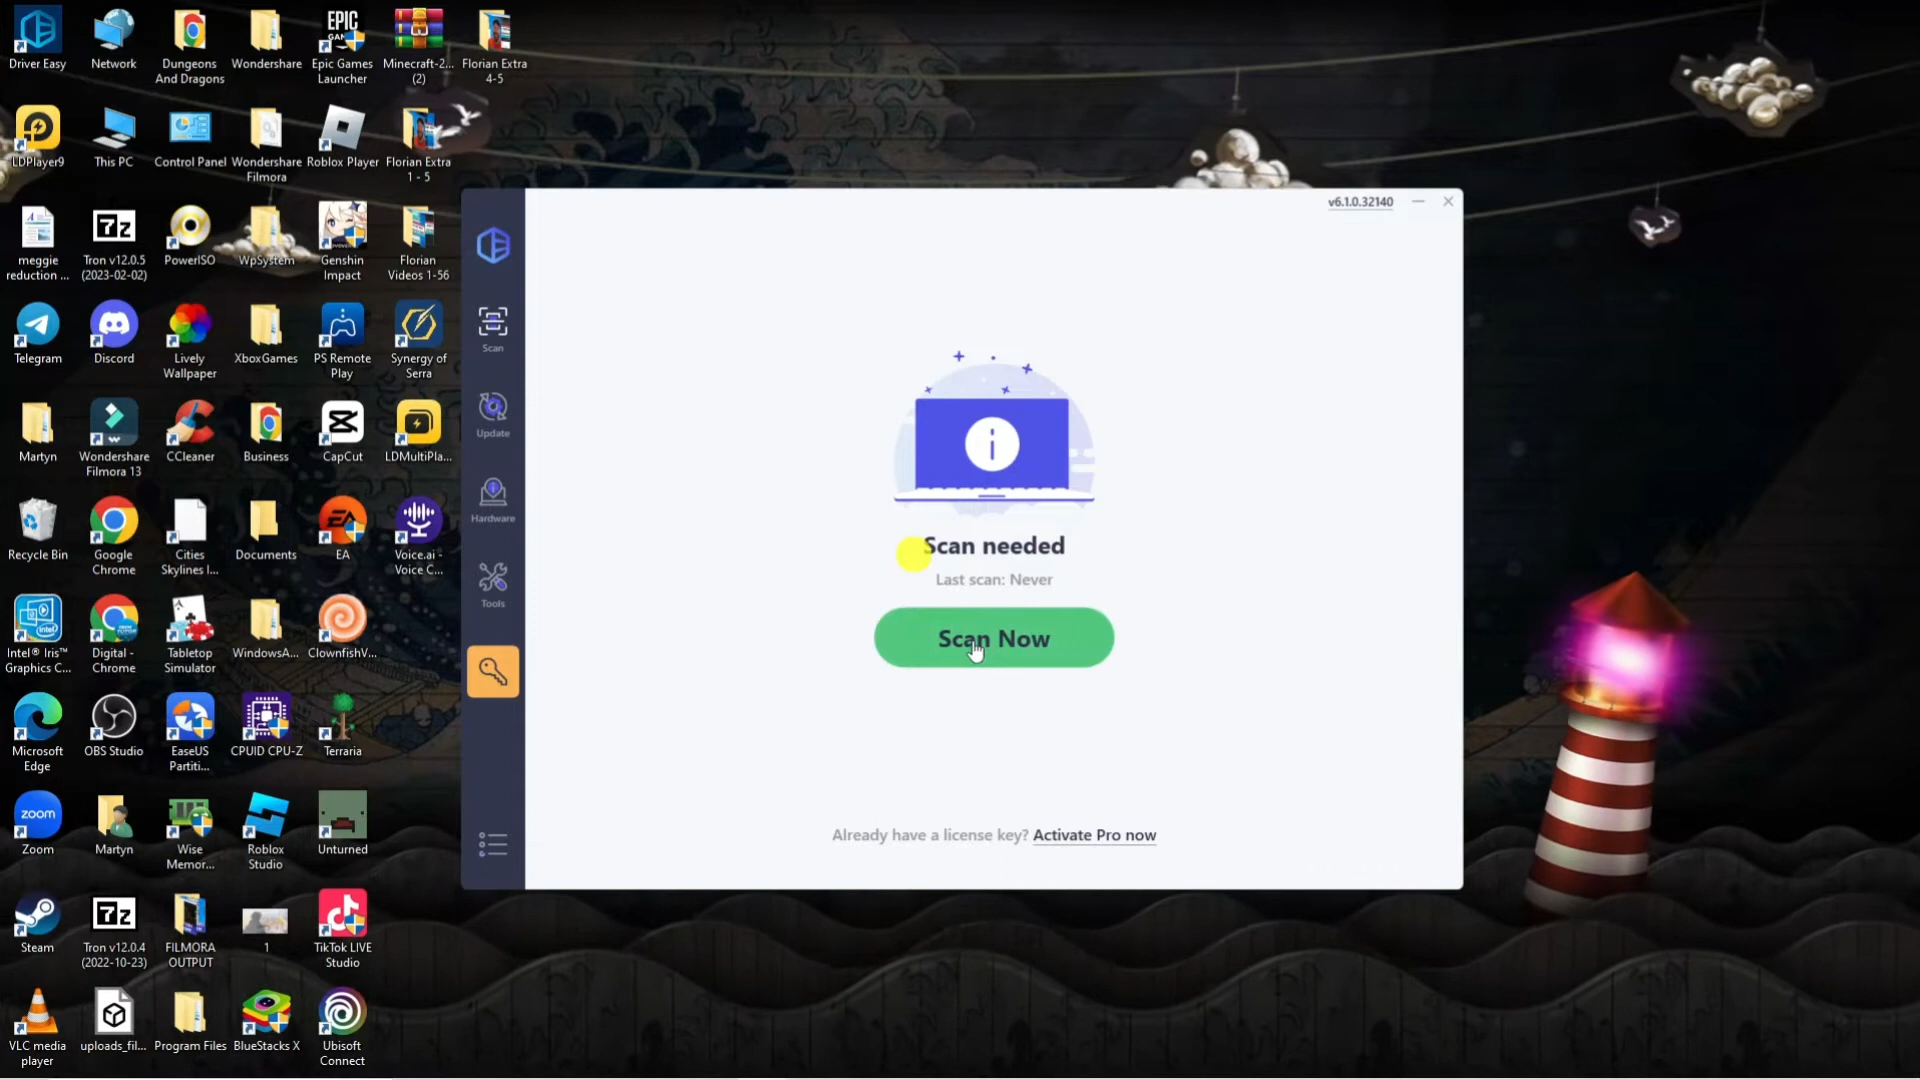 Driver Easy
Network
Dungeons
And Dragons
Wondershare
EPIC
Epic Games
Launcher
Minecraft-2...
(2)
Florian Extra
4-5
LDPlayer9
This PC
Control Panel
Wondershare
Filmora
Roblox Player
Florian Extra
1 - 5
meggie
reduction ...
7z
Tron v12.0.5
(2023-02-02)
PowerISO
WpSystem
Genshin
Impact
Florian
Videos 1-56
Telegram
Discord
Lively
Wallpaper
XboxGames
PS Remote
Play
Synergy of
Serra
Martyn
Wondershare
Filmora 13
CCleaner
Business
CapCut
LDMultiPla...
Recycle Bin
Google
Chrome
Cities
Skylines I...
Documents
EA
EA
Voice.ai -
Voice C...
intel
Intel® Iris™
Graphics C...
Digital -
Chrome
Tabletop
Simulator
WindowsA...
ClownfishV...
Microsoft
Edge
OBS Studio
EaseUS
Partiti...
CPUID CPU-Z
Terraria
zoom
Zoom
Martyn
Wise
Memor...
Roblox
Studio
Unturned
Steam
7z
Tron v12.0.4
(2022-10-23)
FILMORA
OUTPUT
1
TikTok LIVE
Studio
VLC media
player
uploads_fil...
Program Files
BlueStacks X
Ubisoft
Connect
v6.1.0.32140
Scan
Update
Hardware
Tools
Scan needed
Last scan: Never
Scan Now
Already have a license key? Activate Pro now